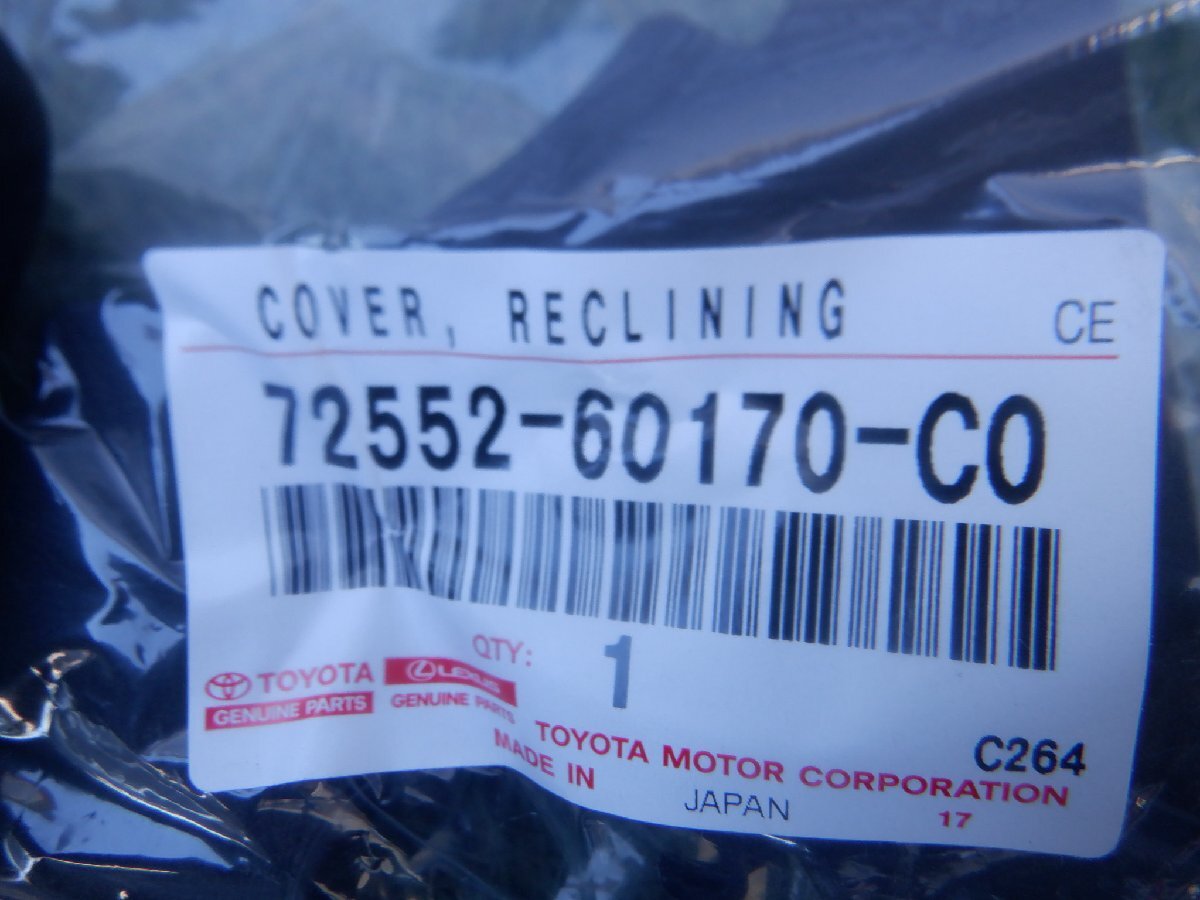 COVER, RECLINING
CE
72552-60170-C0
QTY: 1
TOYOTA
GENUINE PARTS
LEXUS
GENUINE PARTS
C264
TOYOTA MOTOR CORPORATION
MADE IN JAPAN
17